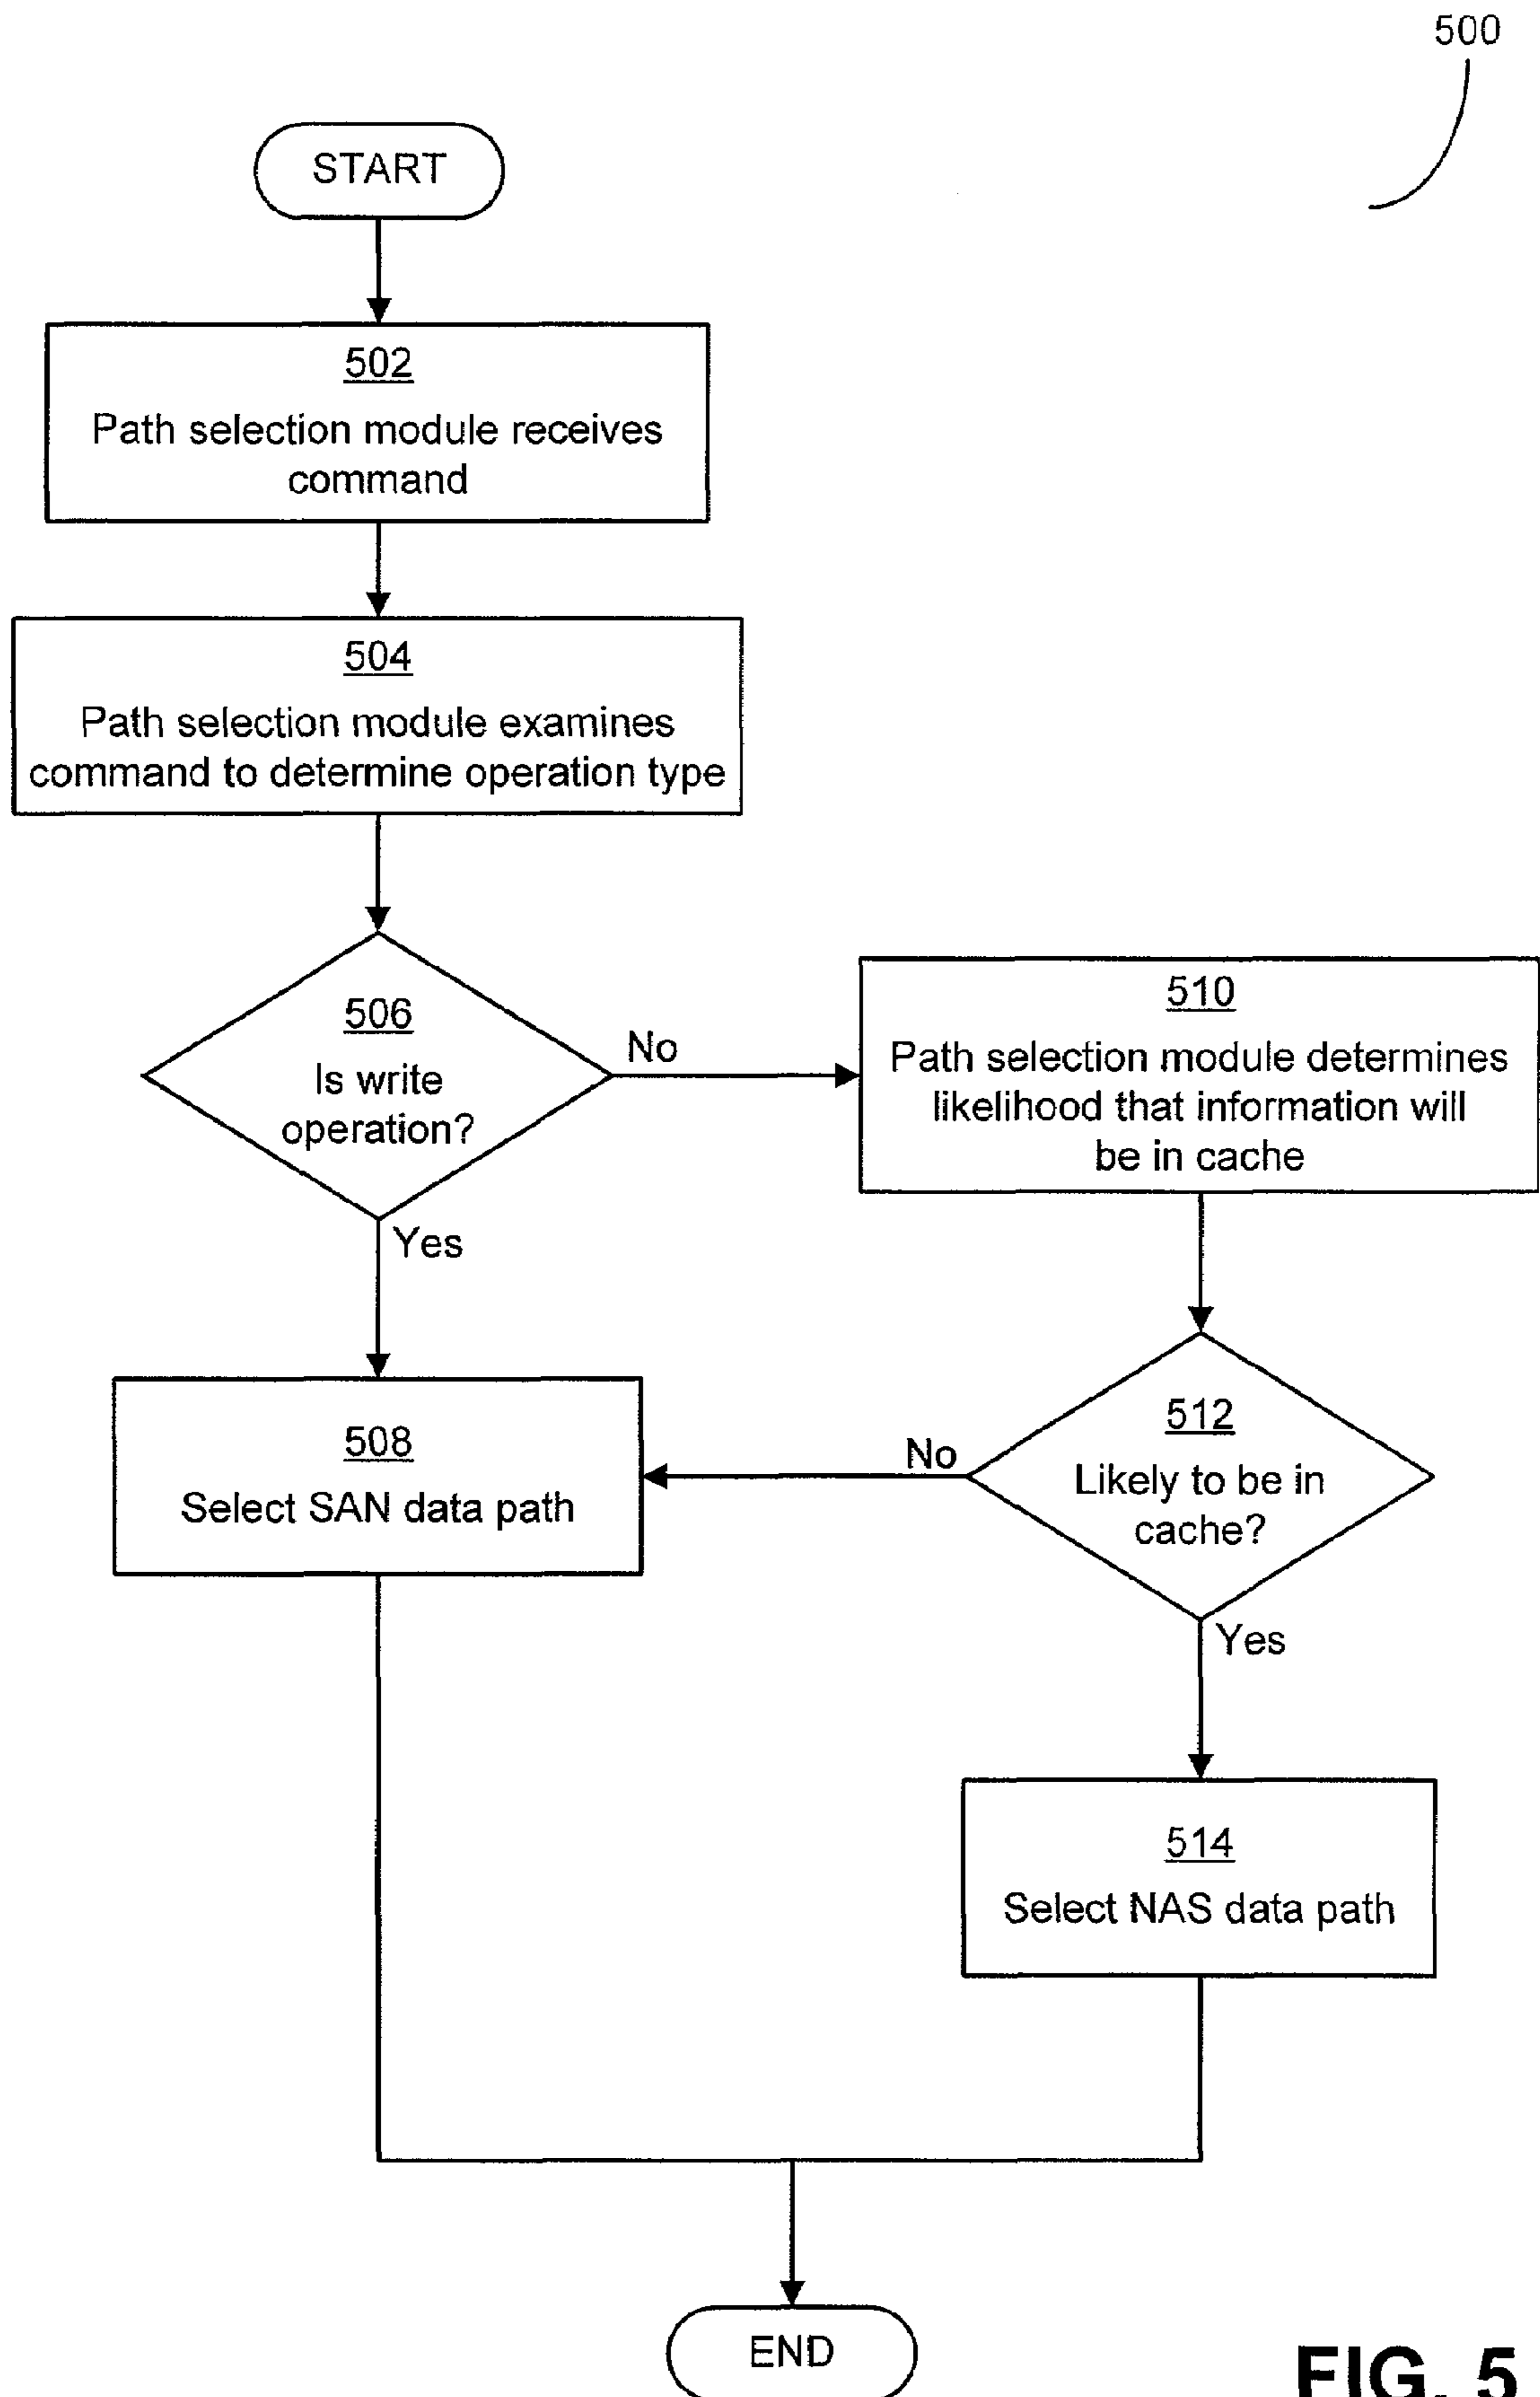 500
START
502
Path selection module receives
command
504
Path selection module examines
command to determine operation type
506
Is write
operation?
No
Yes
510
Path selection module determines
likelihood that information will
be in cache
508
Select SAN data path
512
Likely to be in
cache?
No
Yes
514
Select NAS data path
END
FIG. 5